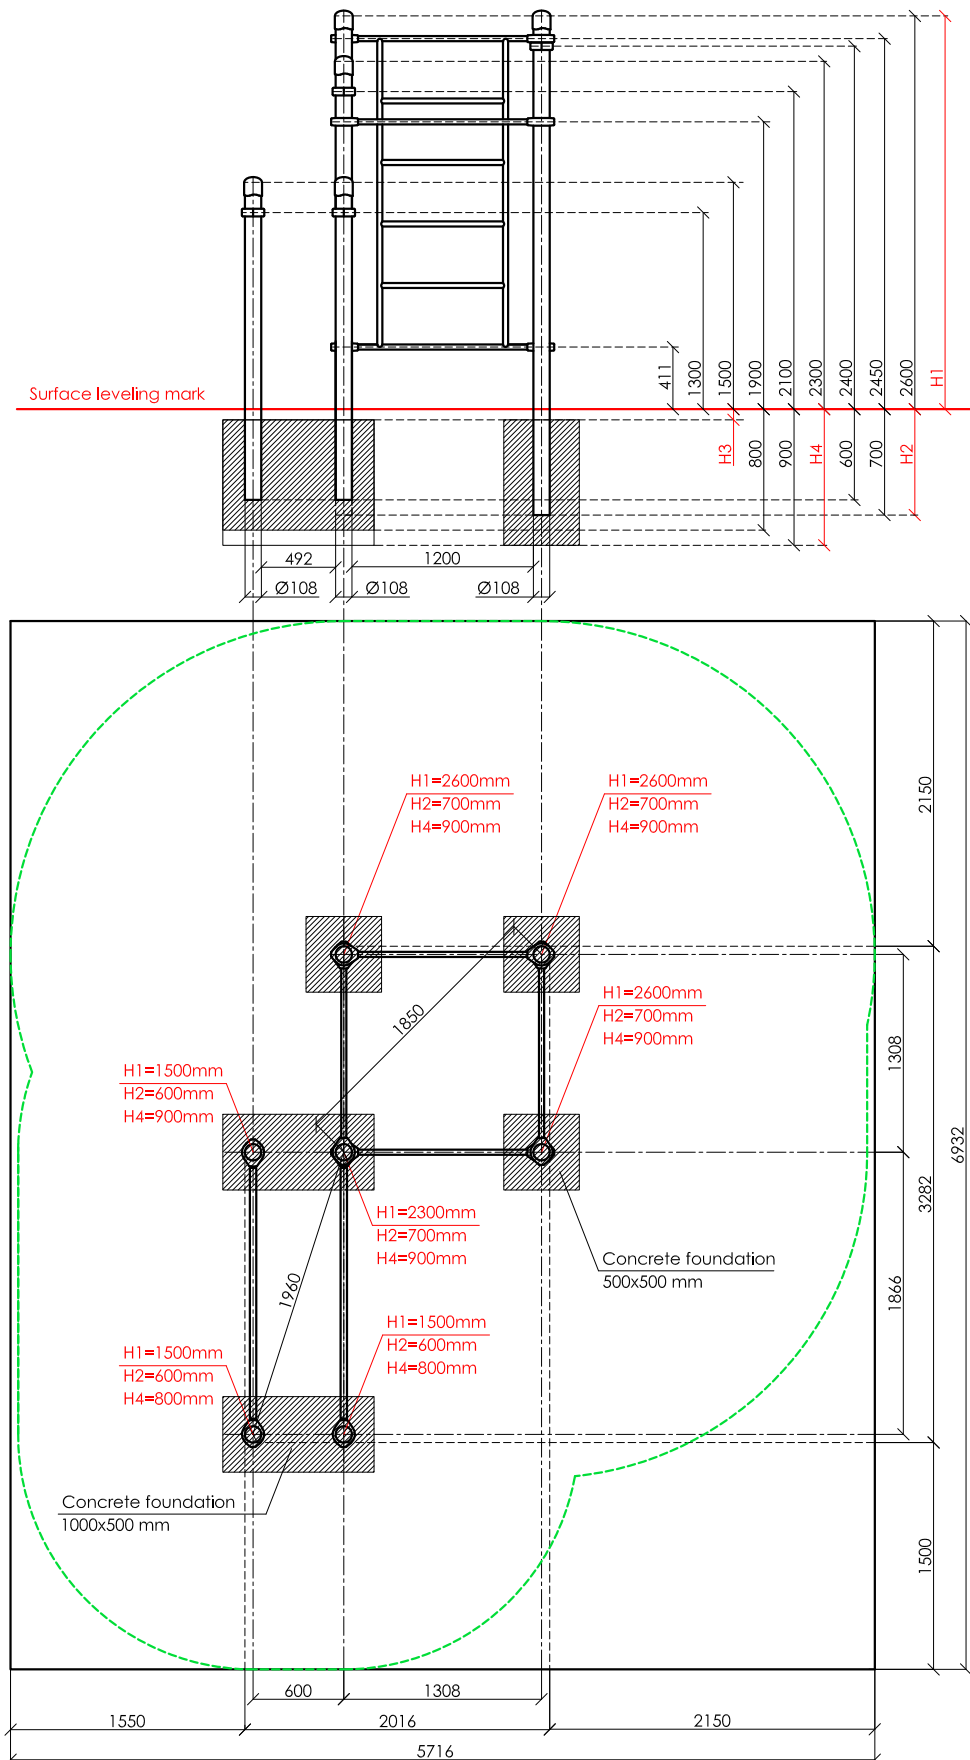 Surface leveling mark
411
1300
1500
1900
2100
2300
2400
2450
2600
H1
H3
800
900
H4
600
700
H2
492
1200
Ø108
Ø108
Ø108
H1=2600mm
H2=700mm
H4=900mm
H1=2600mm
H2=700mm
H4=900mm
2150
1850
H1=2600mm
H2=700mm
H4=900mm
1308
H1=1500mm
H2=600mm
H4=900mm
6932
3282
H1=2300mm
H2=700mm
H4=900mm
Concrete foundation
500x500 mm
1960
1866
H1=1500mm
H2=600mm
H4=800mm
H1=1500mm
H2=600mm
H4=800mm
Concrete foundation
1000x500 mm
1500
600
1308
1550
2016
2150
5716